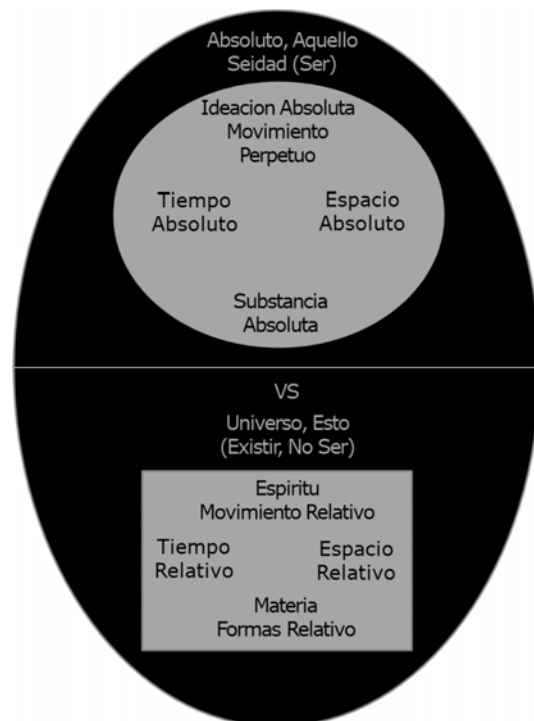 Absoluto, Aquello
Seidad (Ser)
Ideacion Absoluta
Movimiento
Perpetuo
Tiempo Espacio
Absoluto Absoluto
Substancia
Absoluta
VS
Universo, Esto
(Existir, No Ser)
Espiritu
Movimiento Relativo
Tiempo Espacio
Relativo Relativo
Materia
Formas Relativo